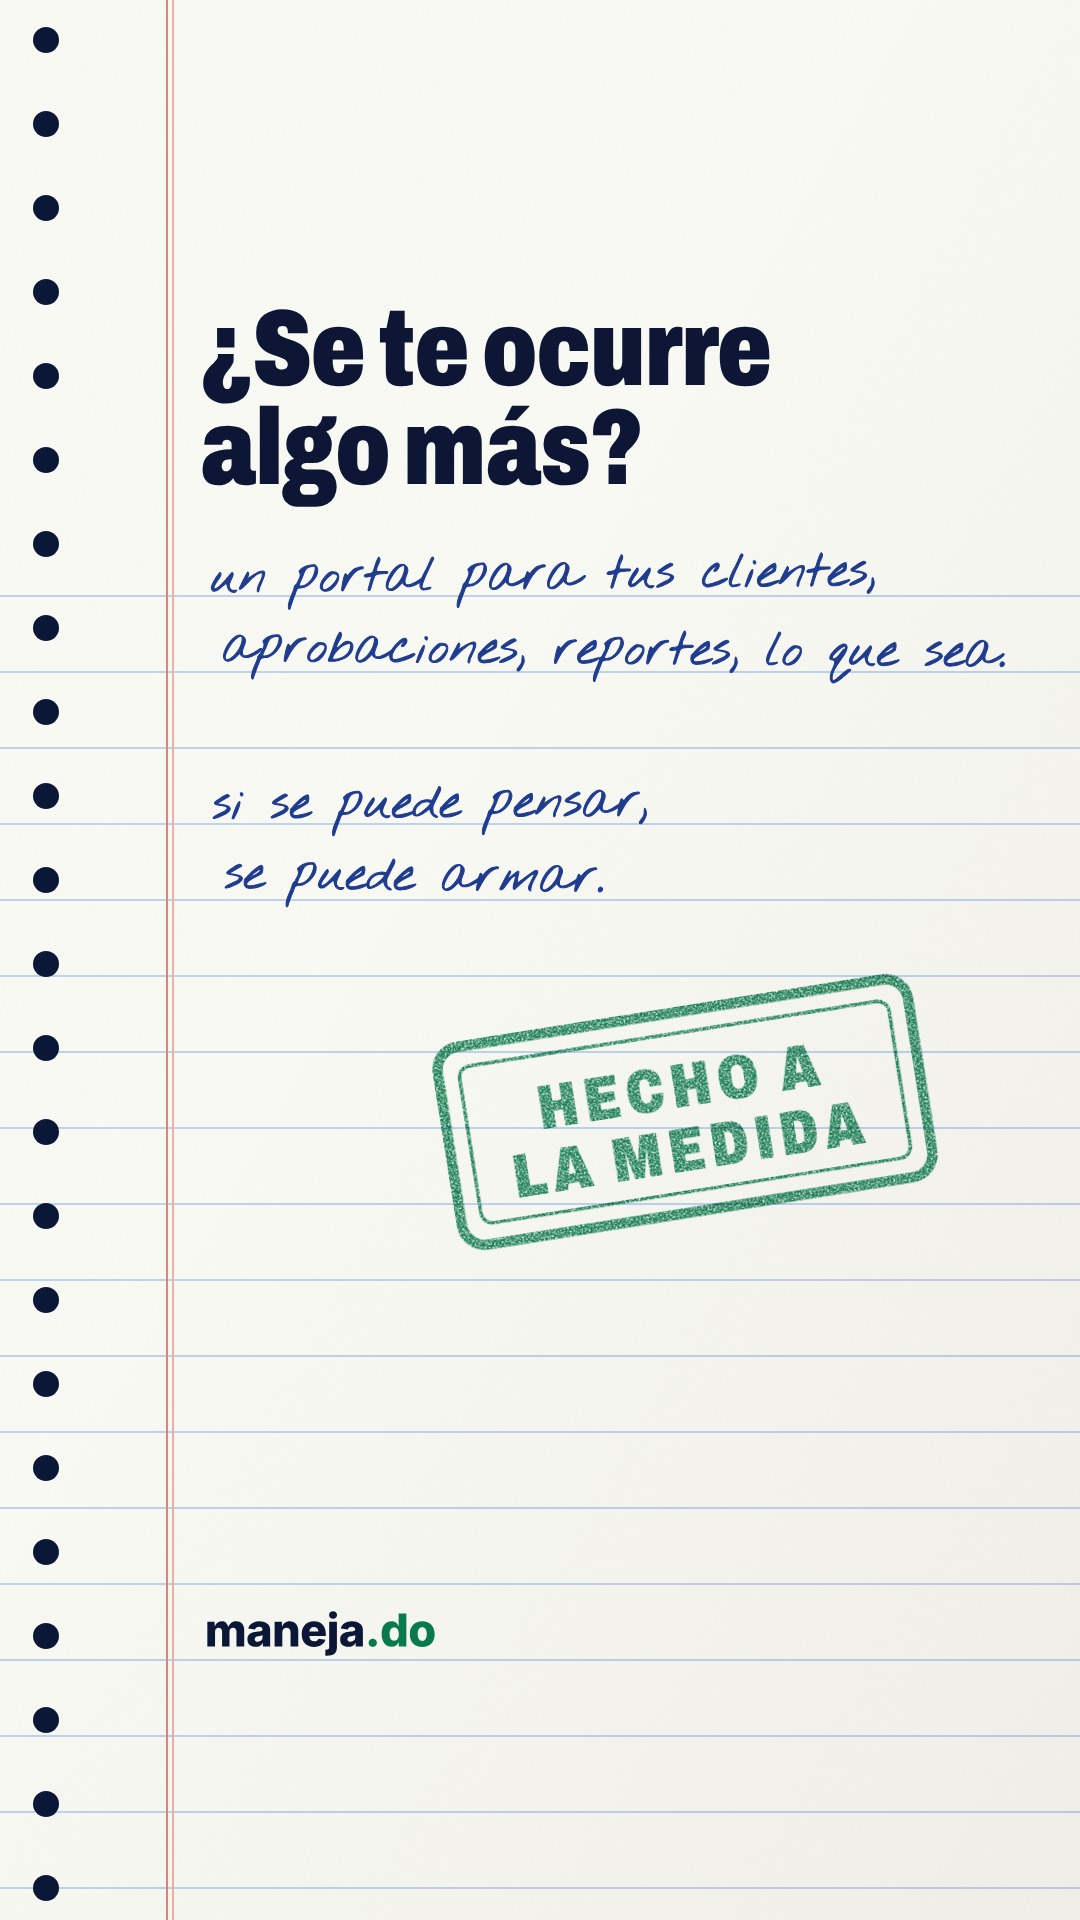 ¿Se te ocurre
algo más?
un portal para tus clientes,
aprobaciones, reportes, lo que sea.
si se puede pensar,
se puede armar.
HECHO A
LA MEDIDA
maneja.do